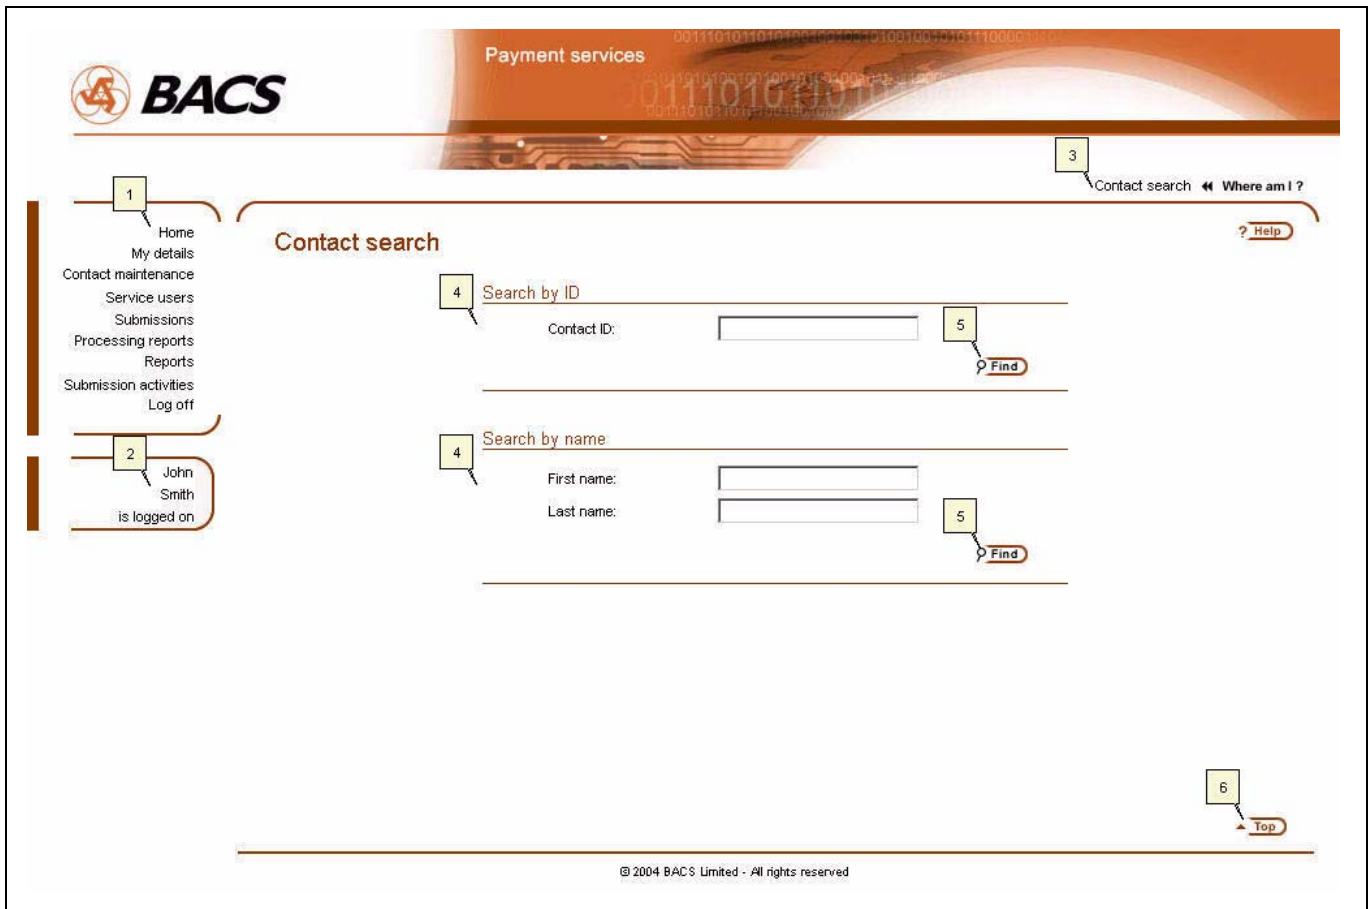 Payment services
BACS
3
Contact search Where am I ?
1
Home
My details
Contact maintenance
Service users
Submissions
Processing reports
Reports
Submission activities
Log off
2
John
Smith
is logged on
? Help
Contact search
4
Search by ID
Contact ID:
5
Find
4
Search by name
First name:
Last name:
5
Find
6
Top
© 2004 BACS Limited - All rights reserved